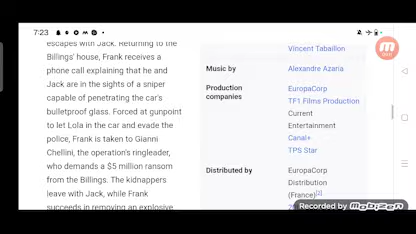 7:23
escapes with Jack. Returning to the
Billings' house, Frank receives a
phone call explaining that he and
Jack are in the sights of a sniper
capable of penetrating the car's
bulletproof glass. Forced at gunpoint
to let Lola in the car and evade the
police, Frank is taken to Gianni
Chellini, the operation's ringleader,
who demands a $5 million ransom
from the Billings. The kidnappers
leave with Jack, while Frank
succeeds in removing an explosive
Vincent Tabaillon
Music by
Alexandre Azaria
Production
companies
EuropaCorp
TF1 Films Production
Current
Entertainment
Canal+
TPS Star
Distributed by
EuropaCorp
Distribution
(France)[2]
Recorded by
mobizen